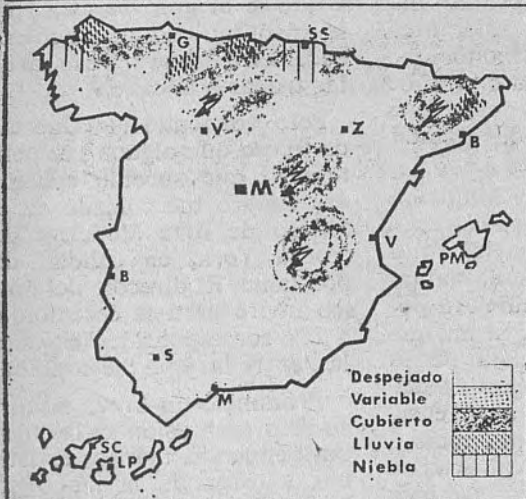 G
SS
V
Z
B
M
V
PM
B
S
M
SC
LP
Despejado
Variable
Cubierto
Lluvia
Niebla